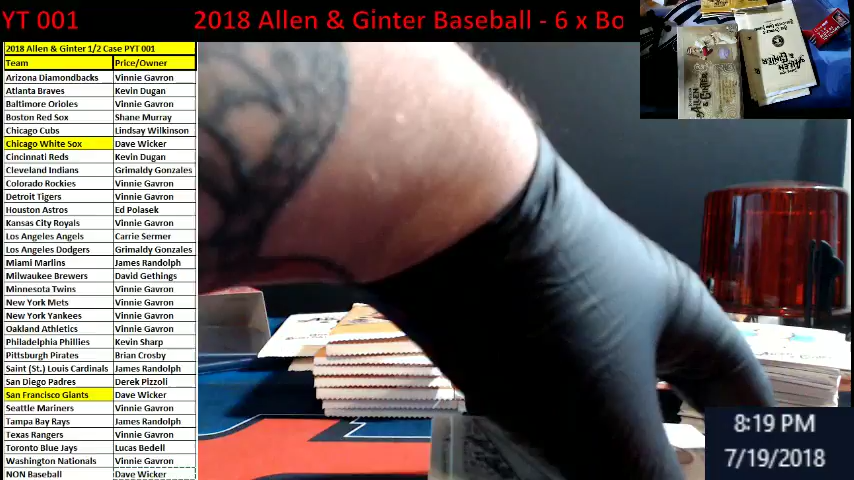 YT 001 2018 Allen & Ginter Baseball - 6 x Bo
2018 Allen & Ginter 1/2 Case PYT 001
Team Price/Owner
Arizona Diamondbacks Vinnie Gavron
Atlanta Braves Kevin Dugan
Baltimore Orioles Vinnie Gavron
Boston Red Sox Shane Murray
Chicago Cubs Lindsay Wilkinson
Chicago White Sox Dave Wicker
Cincinnati Reds Kevin Dugan
Cleveland Indians Grimaldy Gonzales
Colorado Rockies Vinnie Gavron
Detroit Tigers Vinnie Gavron
Houston Astros Ed Polasek
Kansas City Royals Vinnie Gavron
Los Angeles Angels Carrie Sermer
Los Angeles Dodgers Grimaldy Gonzales
Miami Marlins James Randolph
Milwaukee Brewers David Gethings
Minnesota Twins Vinnie Gavron
New York Mets Vinnie Gavron
New York Yankees Vinnie Gavron
Oakland Athletics Vinnie Gavron
Philadelphia Phillies Kevin Sharp
Pittsburgh Pirates Brian Crosby
Saint (St.) Louis Cardinals James Randolph
San Diego Padres Derek Pizzoli
San Francisco Giants Dave Wicker
Seattle Mariners Vinnie Gavron
Tampa Bay Rays James Randolph
Texas Rangers Vinnie Gavron
Toronto Blue Jays Lucas Bedell
Washington Nationals Vinnie Gavron
NON Baseball Dave Wicker
ALLEN & GINTER
ALLEN & GINTER
8:19 PM
7/19/2018